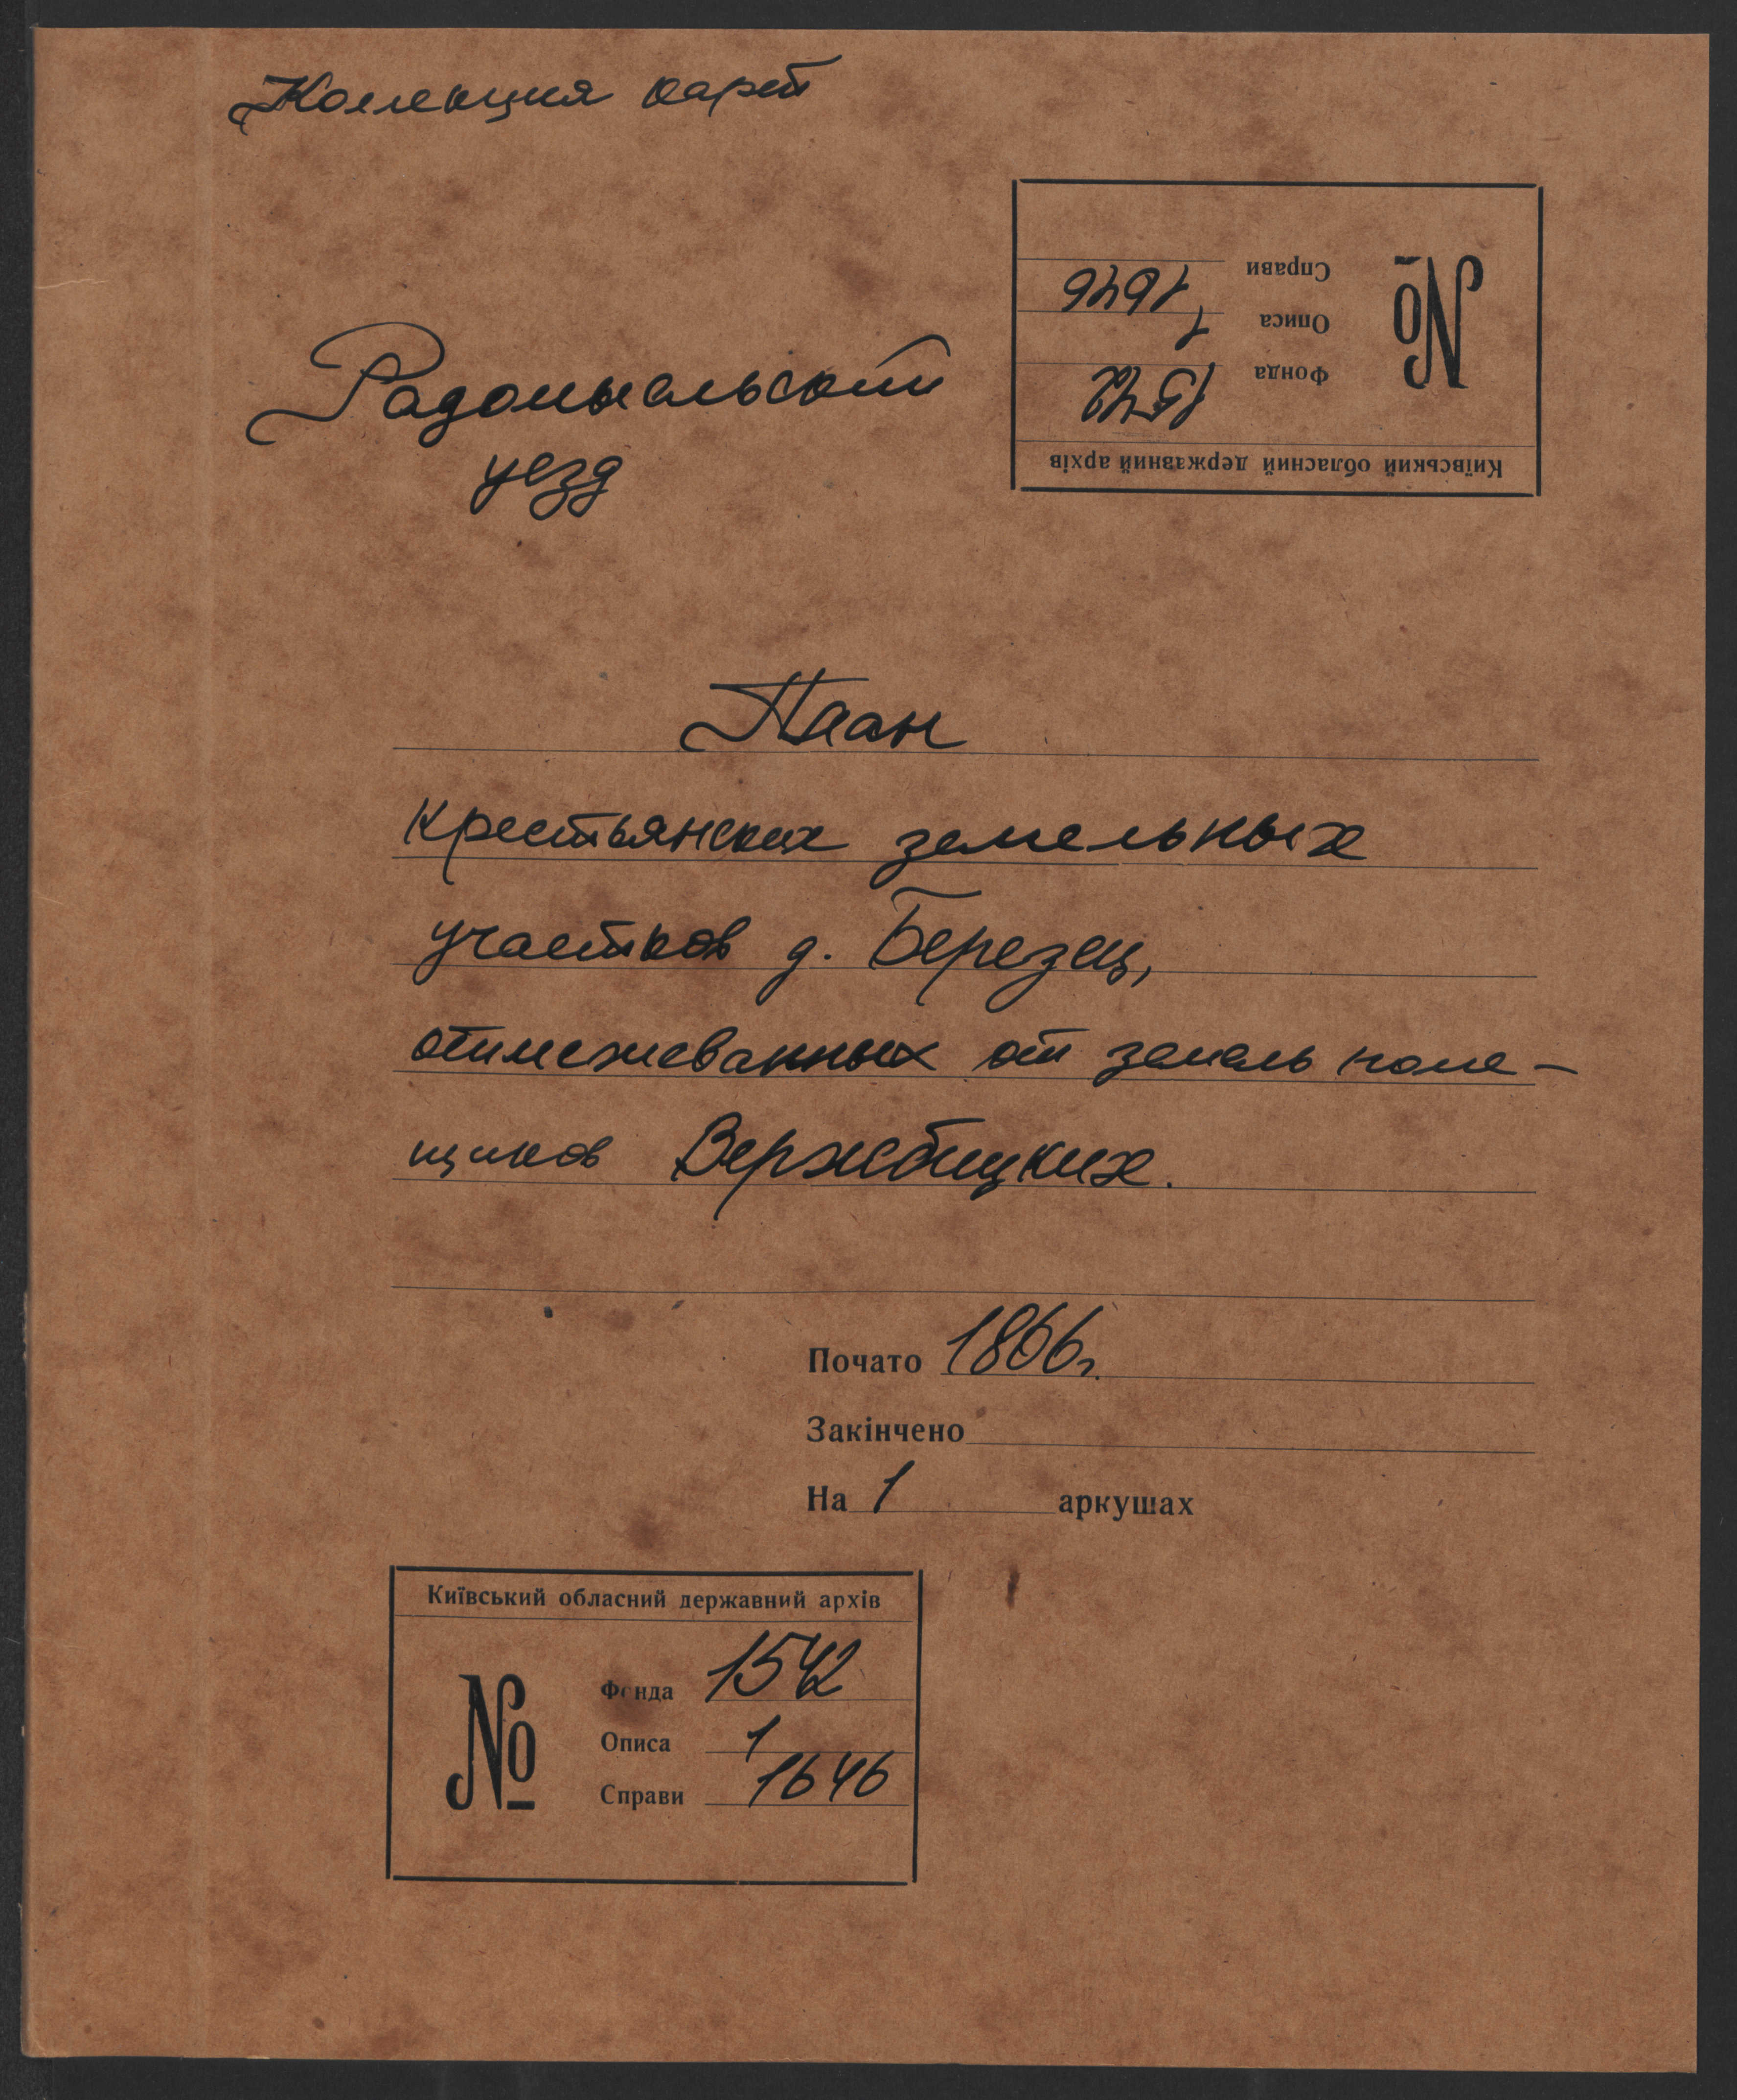 Коллекция карт
Радомысльский
уезд
Київський обласний державний архів
№
Фонда 1542
Описа 1
Справи 1646
План
крестьянских земельных
участков д. Березец,
отмежеванных от земель поме-
щиков Вержбицких.
Почато 1866г.
Закінчено
На 1 аркушах
Київський обласний державний архів
№
Фонда 1542
Описа 1
Справи 1646